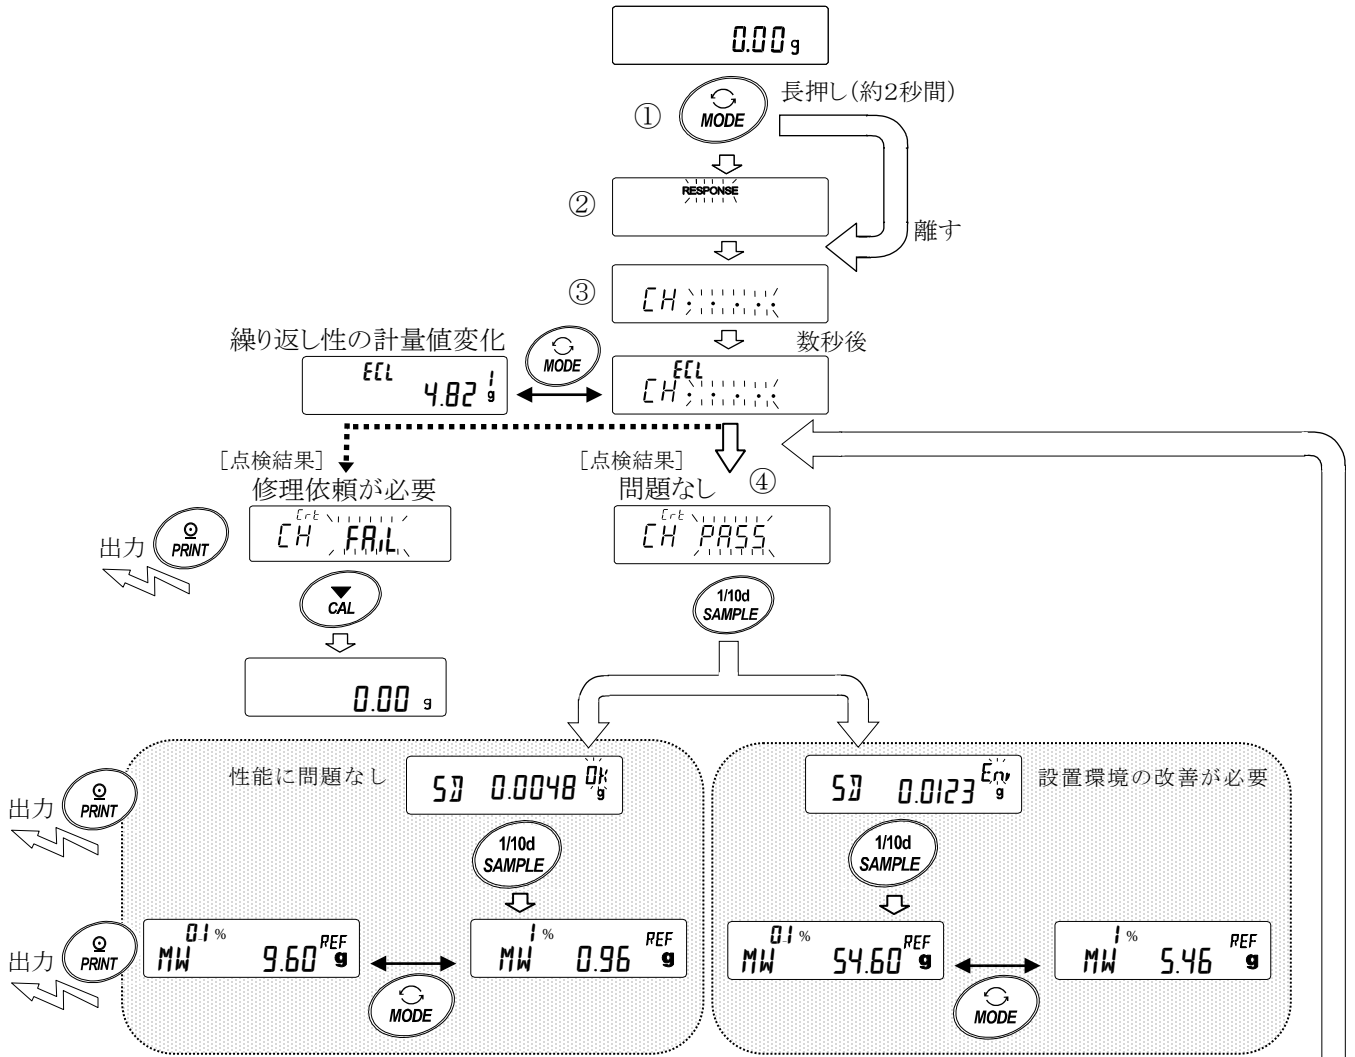 0.00 g
① MODE 長押し(約2秒間)
② RESPONSE
離す
③ CH
数秒後
繰り返し性の計量値変化
MODE
ECL 4.82 1 g
ECL CH
[点検結果]
修理依頼が必要
[点検結果]
問題なし ④
出力 PRINT
Crt CH FAiL
Crt CH PASS
CAL
1/10d SAMPLE
0.00 g
出力 PRINT
性能に問題なし
SD 0.0048 OK g
SD 0.0123 Env g
設置環境の改善が必要
1/10d SAMPLE
1/10d SAMPLE
出力 PRINT
0.1 % MW 9.60 REF g
MODE
1 % MW 0.96 REF g
0.1 % MW 54.60 REF g
MODE
1 % MW 5.46 REF g